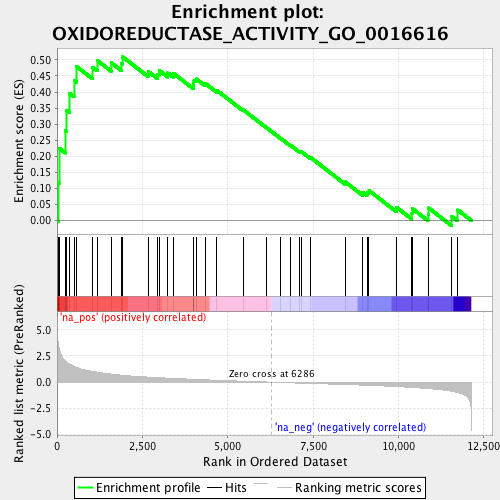 Enrichment plot:
OXIDOREDUCTASE_ACTIVITY_GO_0016616
Enrichment score (ES)
0.50
0.45
0.40
0.35
0.30
0.25
0.20
0.15
0.10
0.05
0.00
'na_pos' (positively correlated)
Ranked list metric (PreRanked)
5.0
2.5
0.0
-2.5
-5.0
Zero cross at 6286
'na_neg' (negatively correlated)
0
2,500
5,000
7,500
10,000
12,500
Rank in Ordered Dataset
Enrichment profile
Hits
Ranking metric scores